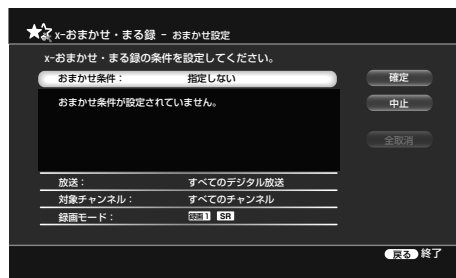 x-おまかせ・まる録 - おまかせ設定
x-おまかせ・まる録の条件を設定してください。
おまかせ条件： 指定しない
確定
おまかせ条件が設定されていません。
中止
全取消
放送： すべてのデジタル放送
対象チャンネル： すべてのチャンネル
録画モード： 録画1 SR
戻る 終了